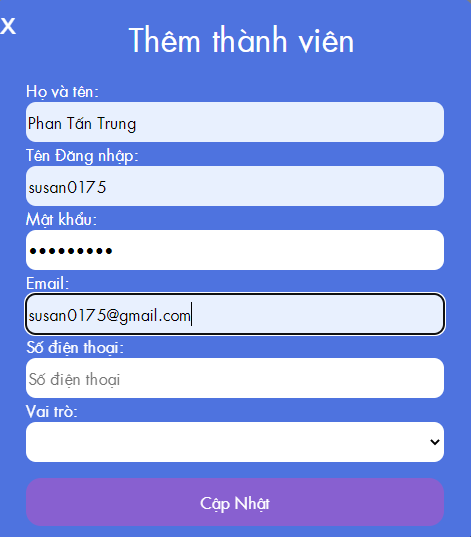 X
Thêm thành viên
Họ và tên:
Phan Tấn Trung
Tên Đăng nhập:
susan0175
Mật khẩu:
•••••••••
Email:
susan0175@gmail.com
Số điện thoại:
Số điện thoại
Vai trò:
Cập Nhật